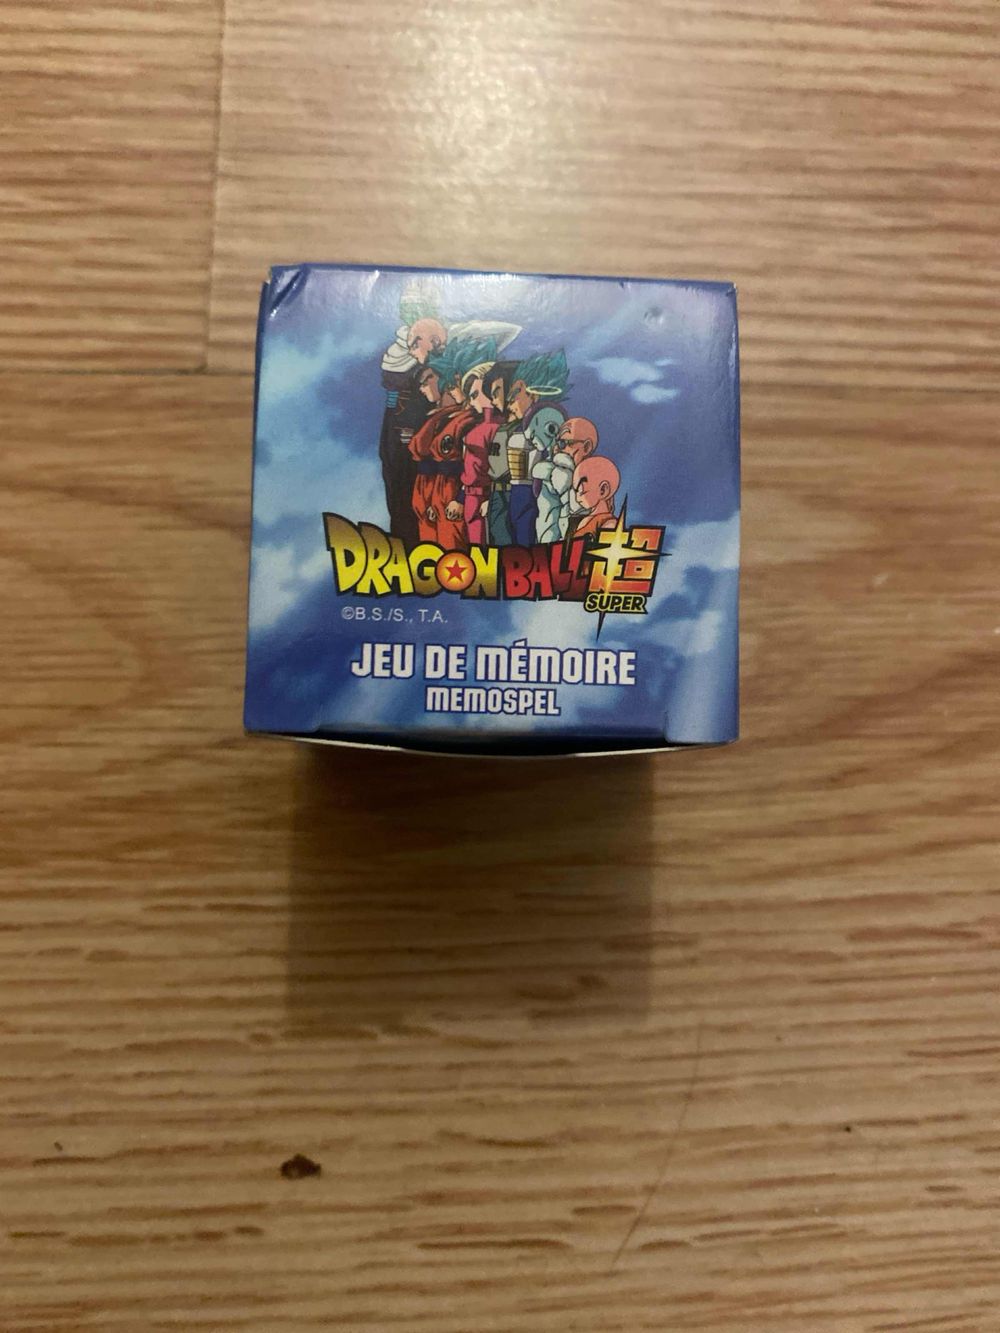 DRAGON BALL 超
SUPER
©B.S./S., T.A.
JEU DE MÉMOIRE
MEMOSPEL